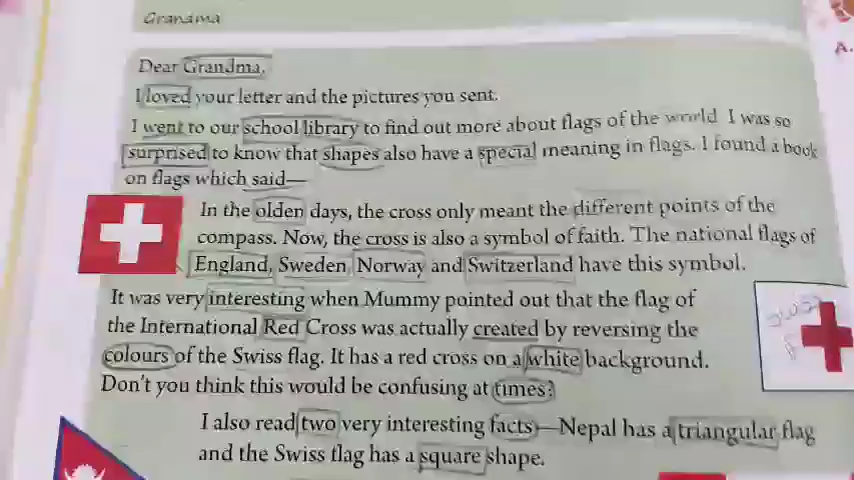 Grandma
Dear Grandma,
I loved your letter and the pictures you sent.
I went to our school library to find out more about flags of the world I was so
surprised to know that shapes also have a special meaning in flags. I found a book
on flags which said—
In the olden days, the cross only meant the different points of the
compass. Now, the cross is also a symbol of faith. The national flags of
England, Sweden, Norway and Switzerland have this symbol.
It was very interesting when Mummy pointed out that the flag of
the International Red Cross was actually created by reversing the
colours of the Swiss flag. It has a red cross on a white background.
Don't you think this would be confusing at times?
I also read two very interesting facts—Nepal has a triangular flag
and the Swiss flag has a square shape.
A.